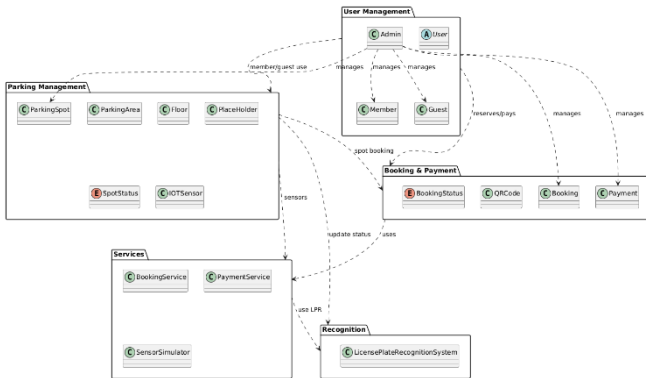 User Management
C Admin
A User
member/guest use
manages
manages
manages
Parking Management
C ParkingSpot
C ParkingArea
C Floor
C PlaceHolder
C Member
C Guest
reserves/pays
manages
manages
spot booking
Booking & Payment
E SpotStatus
C IOTSensor
sensors
E BookingStatus
C QRCode
C Booking
C Payment
update status
uses
Services
C BookingService
C PaymentService
use LPR
Recognition
C SensorSimulator
C LicensePlateRecognitionSystem